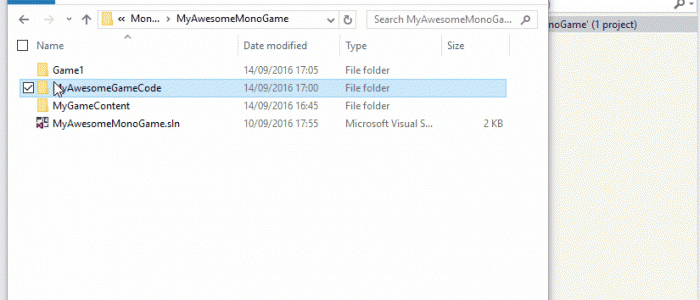 « Mon... > MyAwesomeMonoGame
Search MyAwesomeMonoGa...
noGame' (1 project)
Name Date modified Type Size
Game1 14/09/2016 17:05 File folder
MyAwesomeGameCode 14/09/2016 17:00 File folder
MyGameContent 14/09/2016 16:45 File folder
MyAwesomeMonoGame.sln 10/09/2016 17:55 Microsoft Visual S... 2 KB